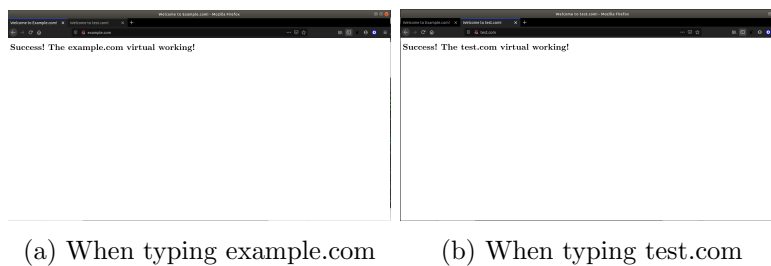 Welcome to Example.com! - Mozilla Firefox
Welcome to Example.com! × Welcome to test.com! × +
example.com
Success! The example.com virtual working!
Welcome to test.com! - Mozilla Firefox
Welcome to Example.com! × Welcome to test.com! × +
test.com
Success! The test.com virtual working!
(a) When typing example.com
(b) When typing test.com